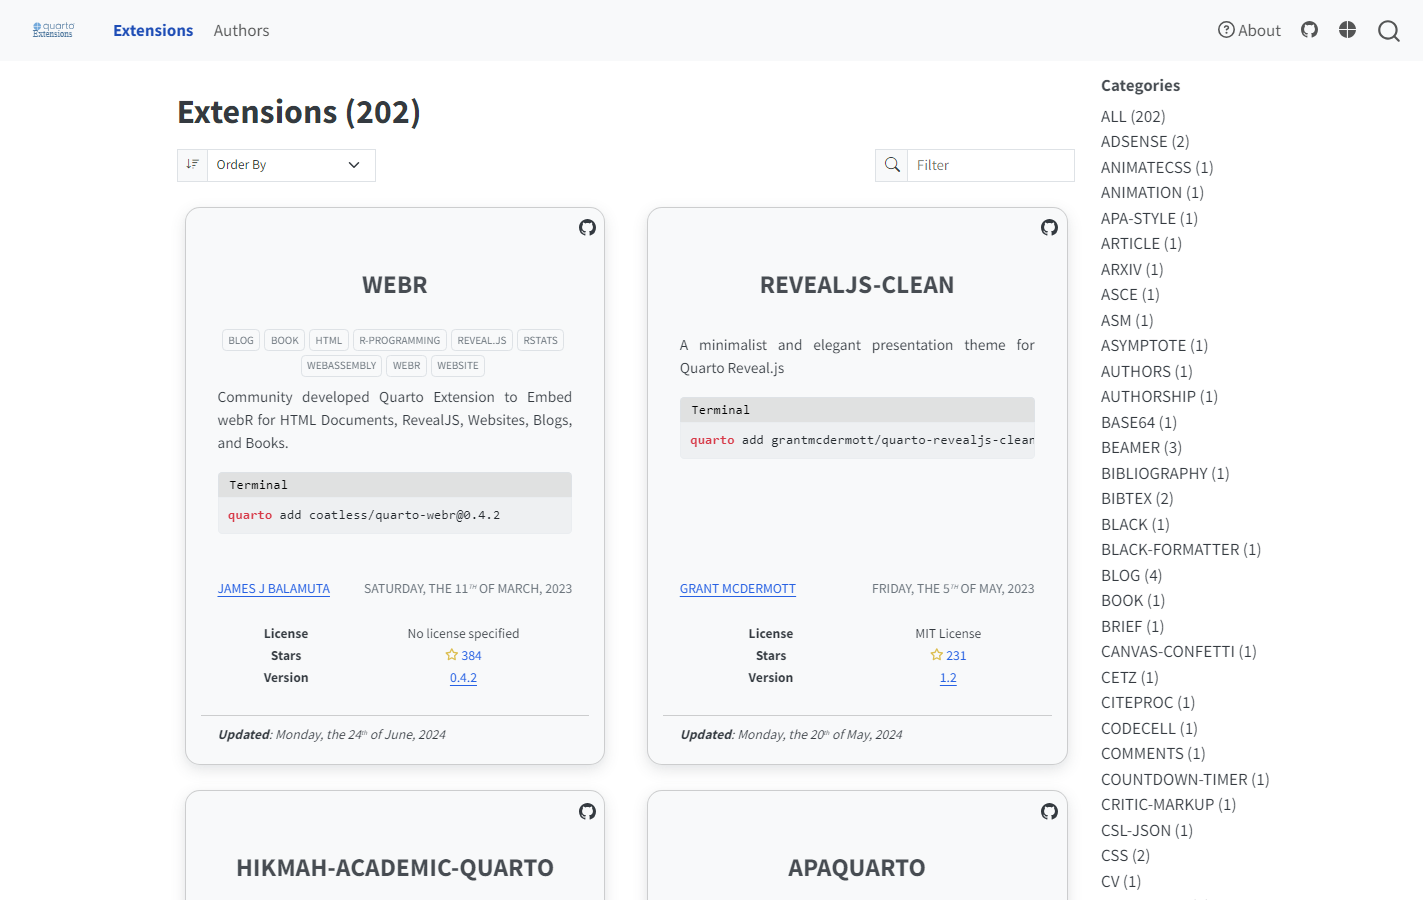 quarto
Extensions
Extensions
Authors
About
Extensions (202)
Order By
Filter
WEBR
BLOG BOOK HTML R-PROGRAMMING REVEAL.JS RSTATS
WEBASSEMBLY WEBR WEBSITE
Community developed Quarto Extension to Embed
webR for HTML Documents, RevealJS, Websites, Blogs,
and Books.
Terminal
quarto add coatless/quarto-webr@0.4.2
JAMES J BALAMUTA SATURDAY, THE 11TH OF MARCH, 2023
License No license specified
Stars 384
Version 0.4.2
Updated: Monday, the 24th of June, 2024
REVEALJS-CLEAN
A minimalist and elegant presentation theme for
Quarto Reveal.js
Terminal
quarto add grantmcdermott/quarto-revealjs-clean
GRANT MCDERMOTT FRIDAY, THE 5TH OF MAY, 2023
License MIT License
Stars 231
Version 1.2
Updated: Monday, the 20th of May, 2024
HIKMAH-ACADEMIC-QUARTO
APAQUARTO
Categories
ALL (202)
ADSENSE (2)
ANIMATECSS (1)
ANIMATION (1)
APA-STYLE (1)
ARTICLE (1)
ARXIV (1)
ASCE (1)
ASM (1)
ASYMPTOTE (1)
AUTHORS (1)
AUTHORSHIP (1)
BASE64 (1)
BEAMER (3)
BIBLIOGRAPHY (1)
BIBTEX (2)
BLACK (1)
BLACK-FORMATTER (1)
BLOG (4)
BOOK (1)
BRIEF (1)
CANVAS-CONFETTI (1)
CETZ (1)
CITEPROC (1)
CODECELL (1)
COMMENTS (1)
COUNTDOWN-TIMER (1)
CRITIC-MARKUP (1)
CSL-JSON (1)
CSS (2)
CV (1)